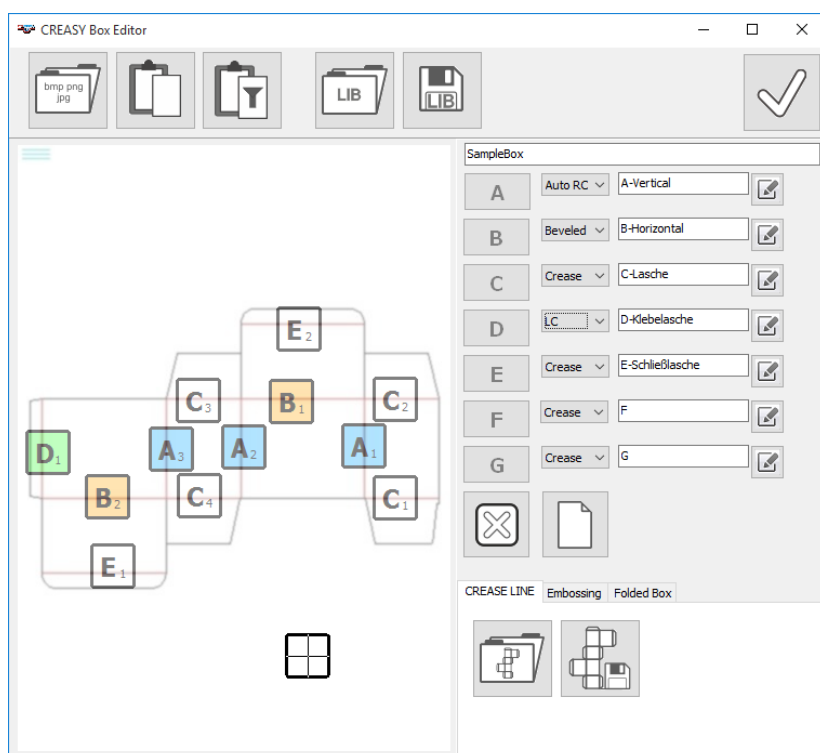 CREASY Box Editor
bmp png
jpg
LIB
LIB
SampleBox
A Auto RC A-Vertical
B Beveled B-Horizontal
C Crease C-Lasche
D LC D-Klebelasche
E Crease E-Schließlasche
F Crease F
G Crease G
E2
C3 B1 C2
D1 A3 A2 A1
B2 C4 C1
E1
CREASE LINE Embossing Folded Box